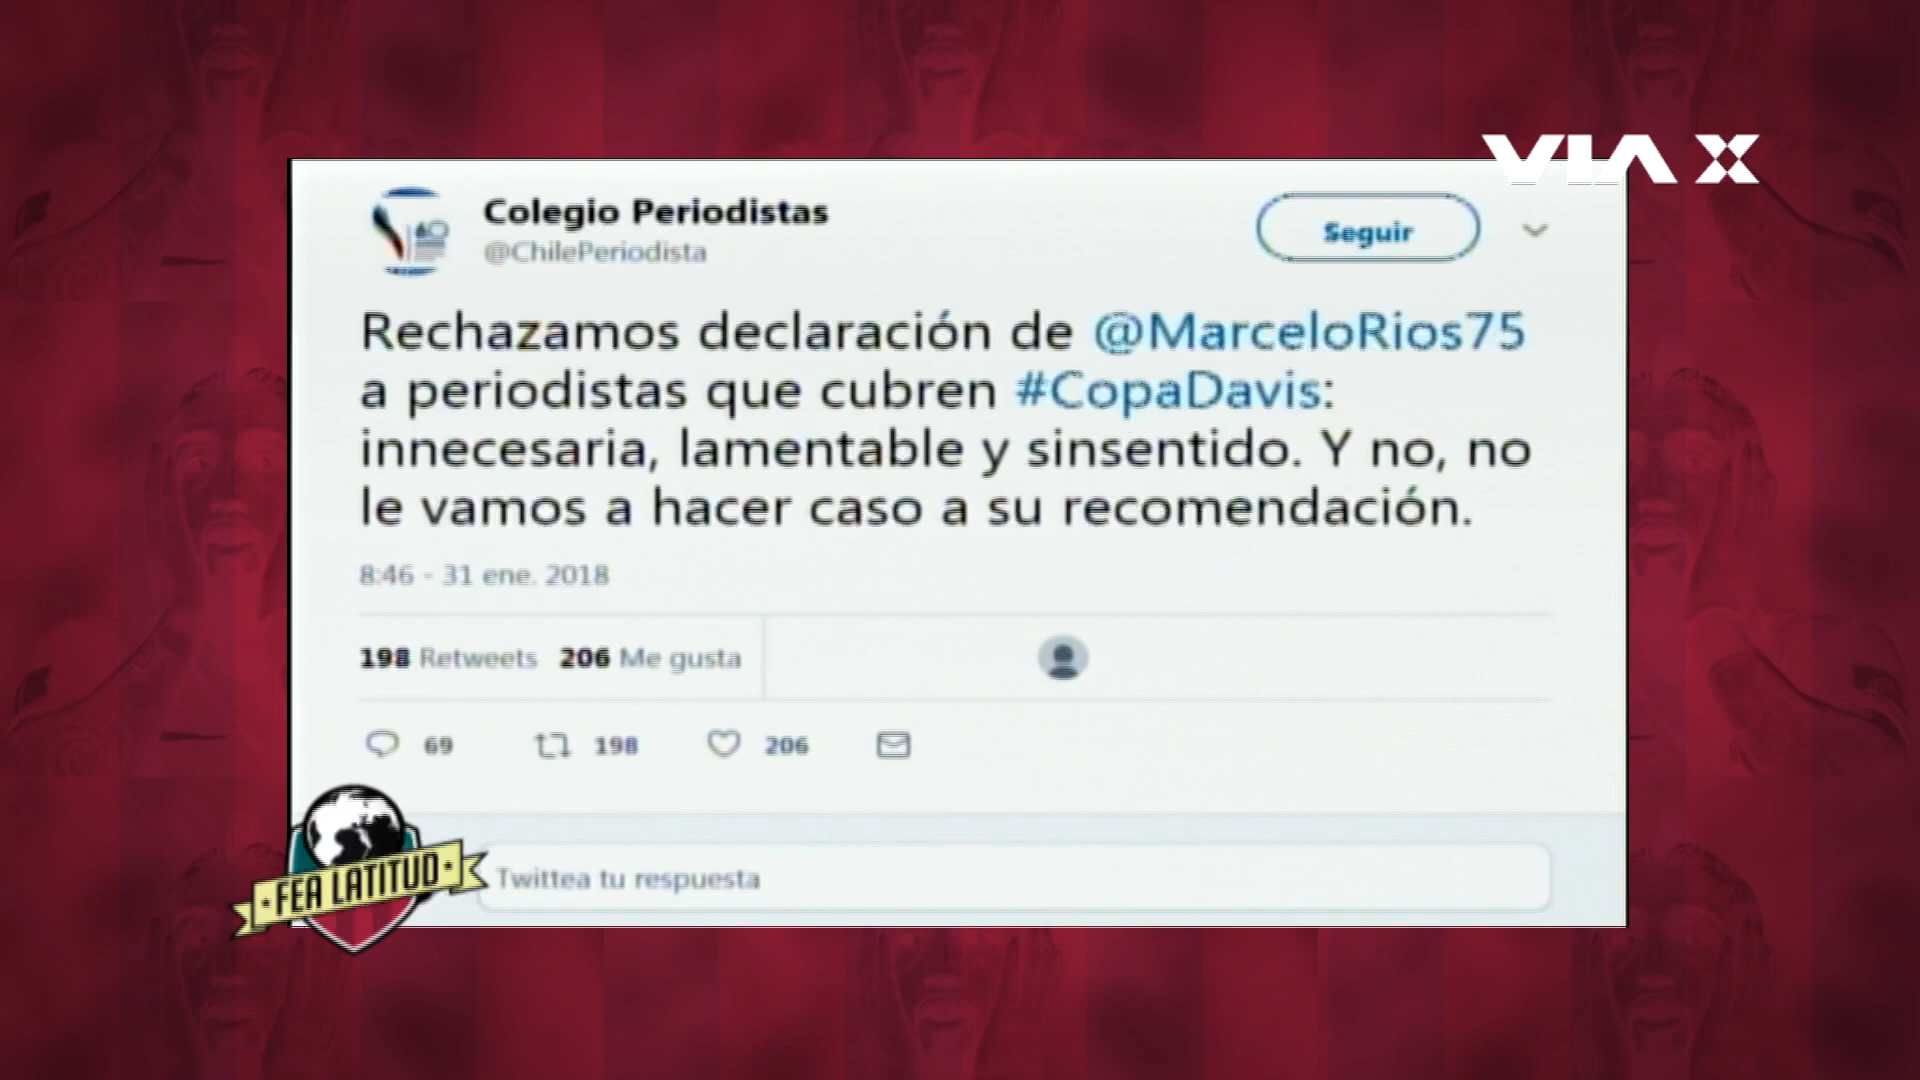 VIA X
Colegio Periodistas
@ChilePeriodista
Seguir
Rechazamos declaración de @MarceloRios75
a periodistas que cubren #CopaDavis:
innecesaria, lamentable y sinsentido. Y no, no
le vamos a hacer caso a su recomendación.
8:46 - 31 ene. 2018
198 Retweets 206 Me gusta
69 198 206
FEA LATITUD
Twittea tu respuesta